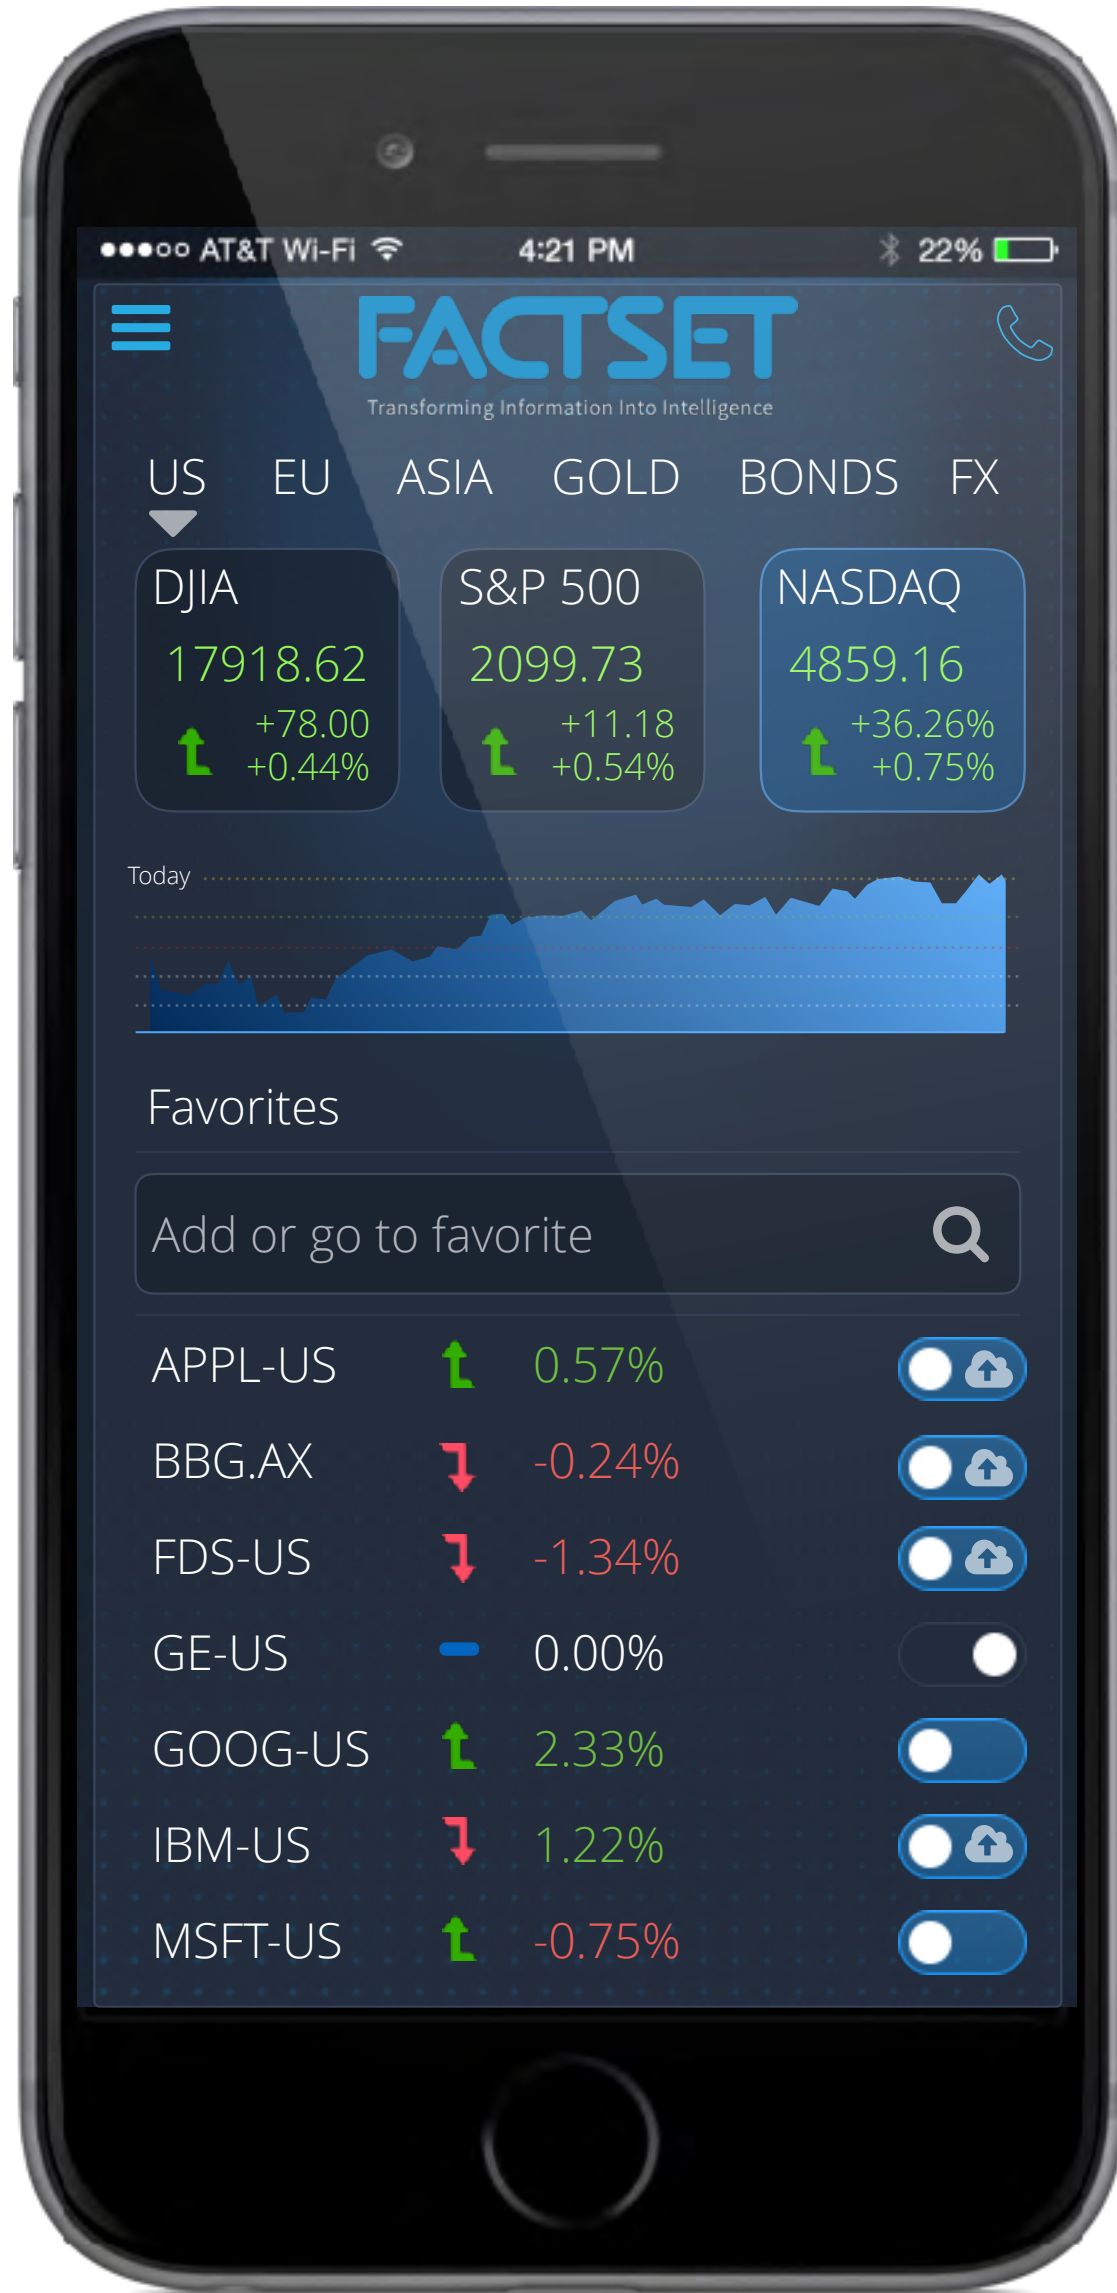 AT&T Wi-Fi 4:21 PM 22%
FACTSET
Transforming Information Into Intelligence
US EU ASIA GOLD BONDS FX
DJIA S&P 500 NASDAQ
17918.62 2099.73 4859.16
+78.00 +11.18 +36.26%
+0.44% +0.54% +0.75%
Today
Favorites
Add or go to favorite
APPL-US 0.57%
BBG.AX -0.24%
FDS-US -1.34%
GE-US 0.00%
GOOG-US 2.33%
IBM-US 1.22%
MSFT-US -0.75%